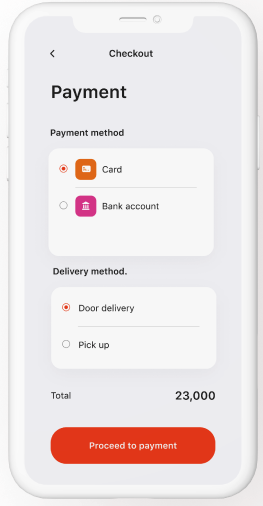 Checkout
Payment
Payment method
Card
Bank account
Delivery method.
Door delivery
Pick up
Total 23,000
Proceed to payment